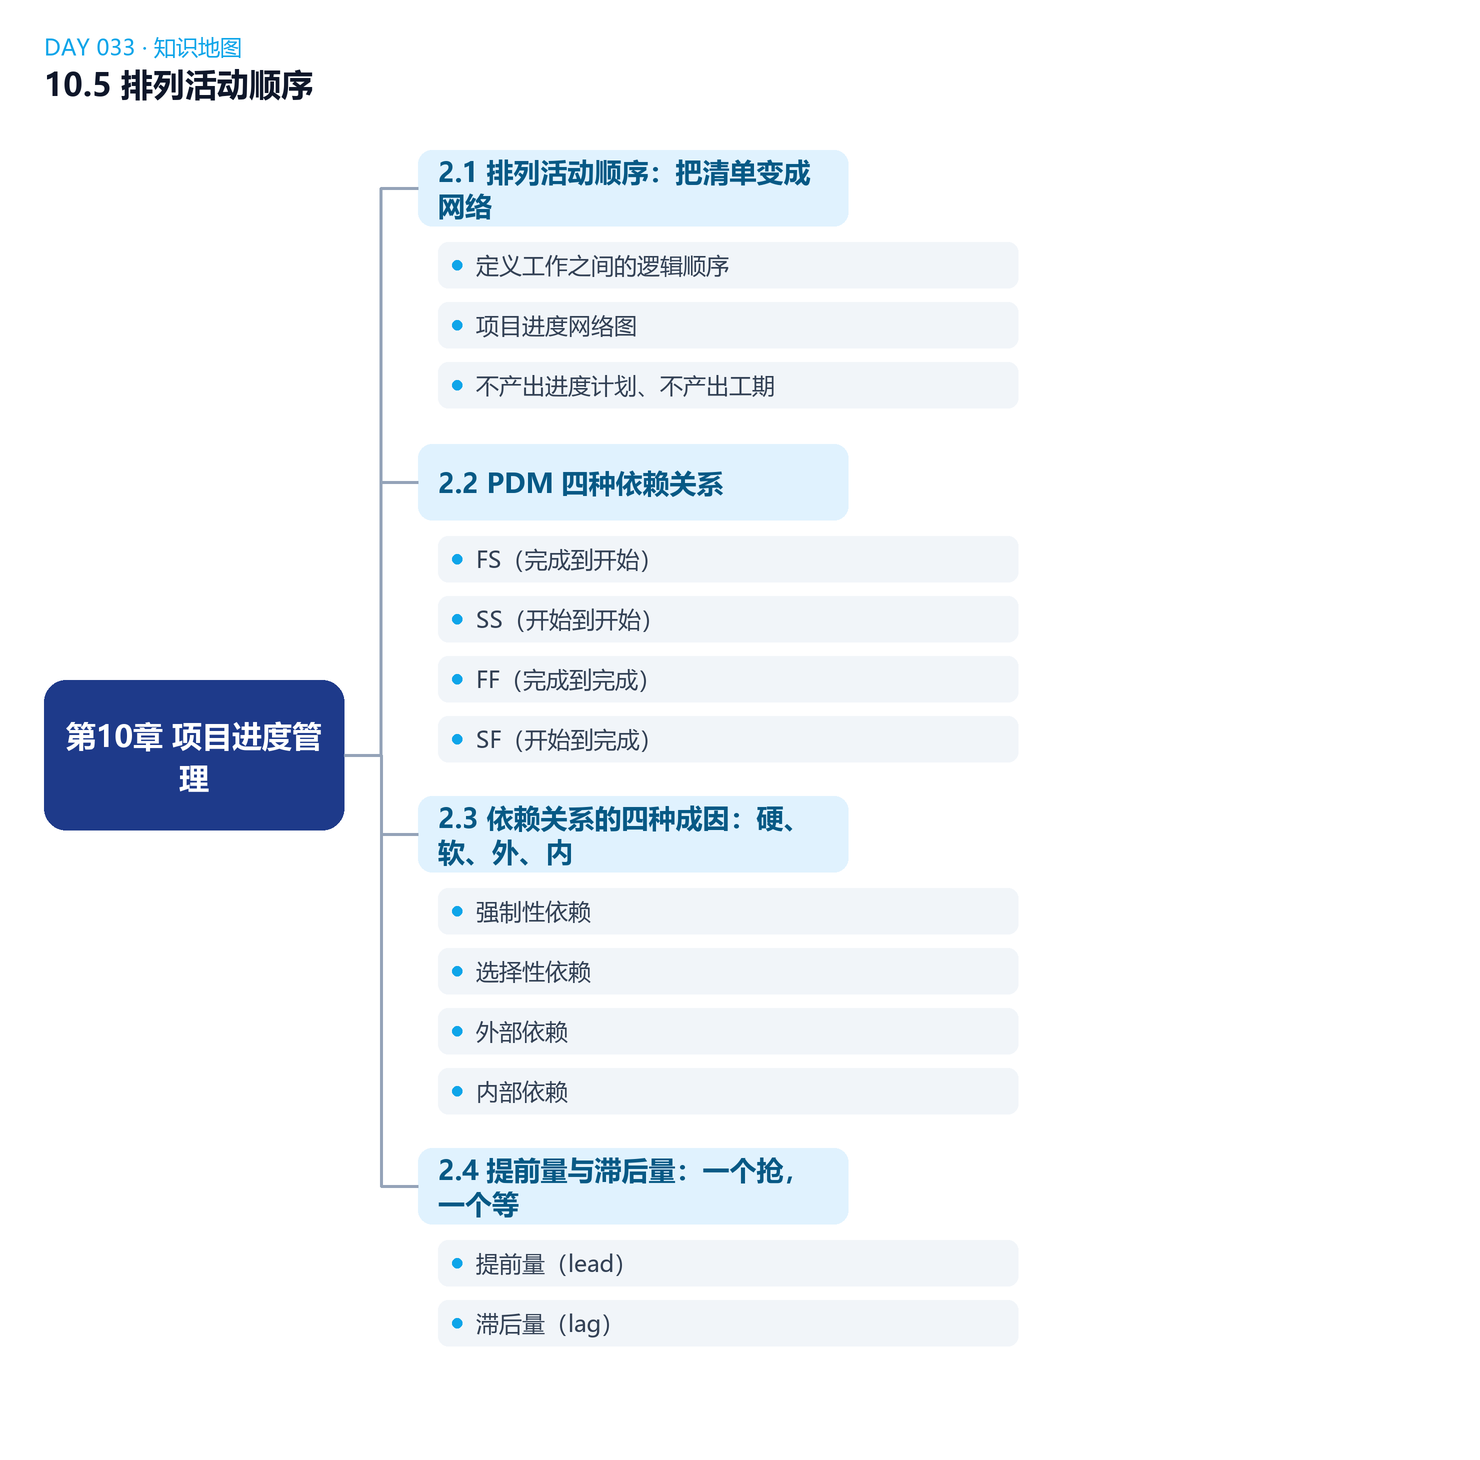 DAY 033 · 知识地图
10.5 排列活动顺序
2.1 排列活动顺序：把清单变成
网络
定义工作之间的逻辑顺序
项目进度网络图
不产出进度计划、不产出工期
2.2 PDM 四种依赖关系
FS（完成到开始）
SS（开始到开始）
FF（完成到完成）
SF（开始到完成）
第10章 项目进度管
理
2.3 依赖关系的四种成因：硬、
软、外、内
强制性依赖
选择性依赖
外部依赖
内部依赖
2.4 提前量与滞后量：一个抢，
一个等
提前量（lead）
滞后量（lag）